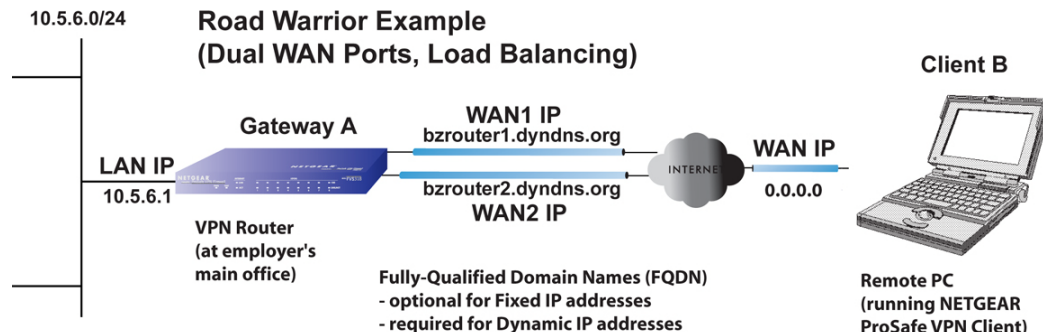 10.5.6.0/24
Road Warrior Example
(Dual WAN Ports, Load Balancing)
Client B
Gateway A
WAN1 IP
bzrouter1.dyndns.org
LAN IP
10.5.6.1
NETGEAR
INTERNET
WAN IP
0.0.0.0
bzrouter2.dyndns.org
WAN2 IP
VPN Router
(at employer's
main office)
Fully-Qualified Domain Names (FQDN)
- optional for Fixed IP addresses
- required for Dynamic IP addresses
Remote PC
(running NETGEAR
ProSafe VPN Client)